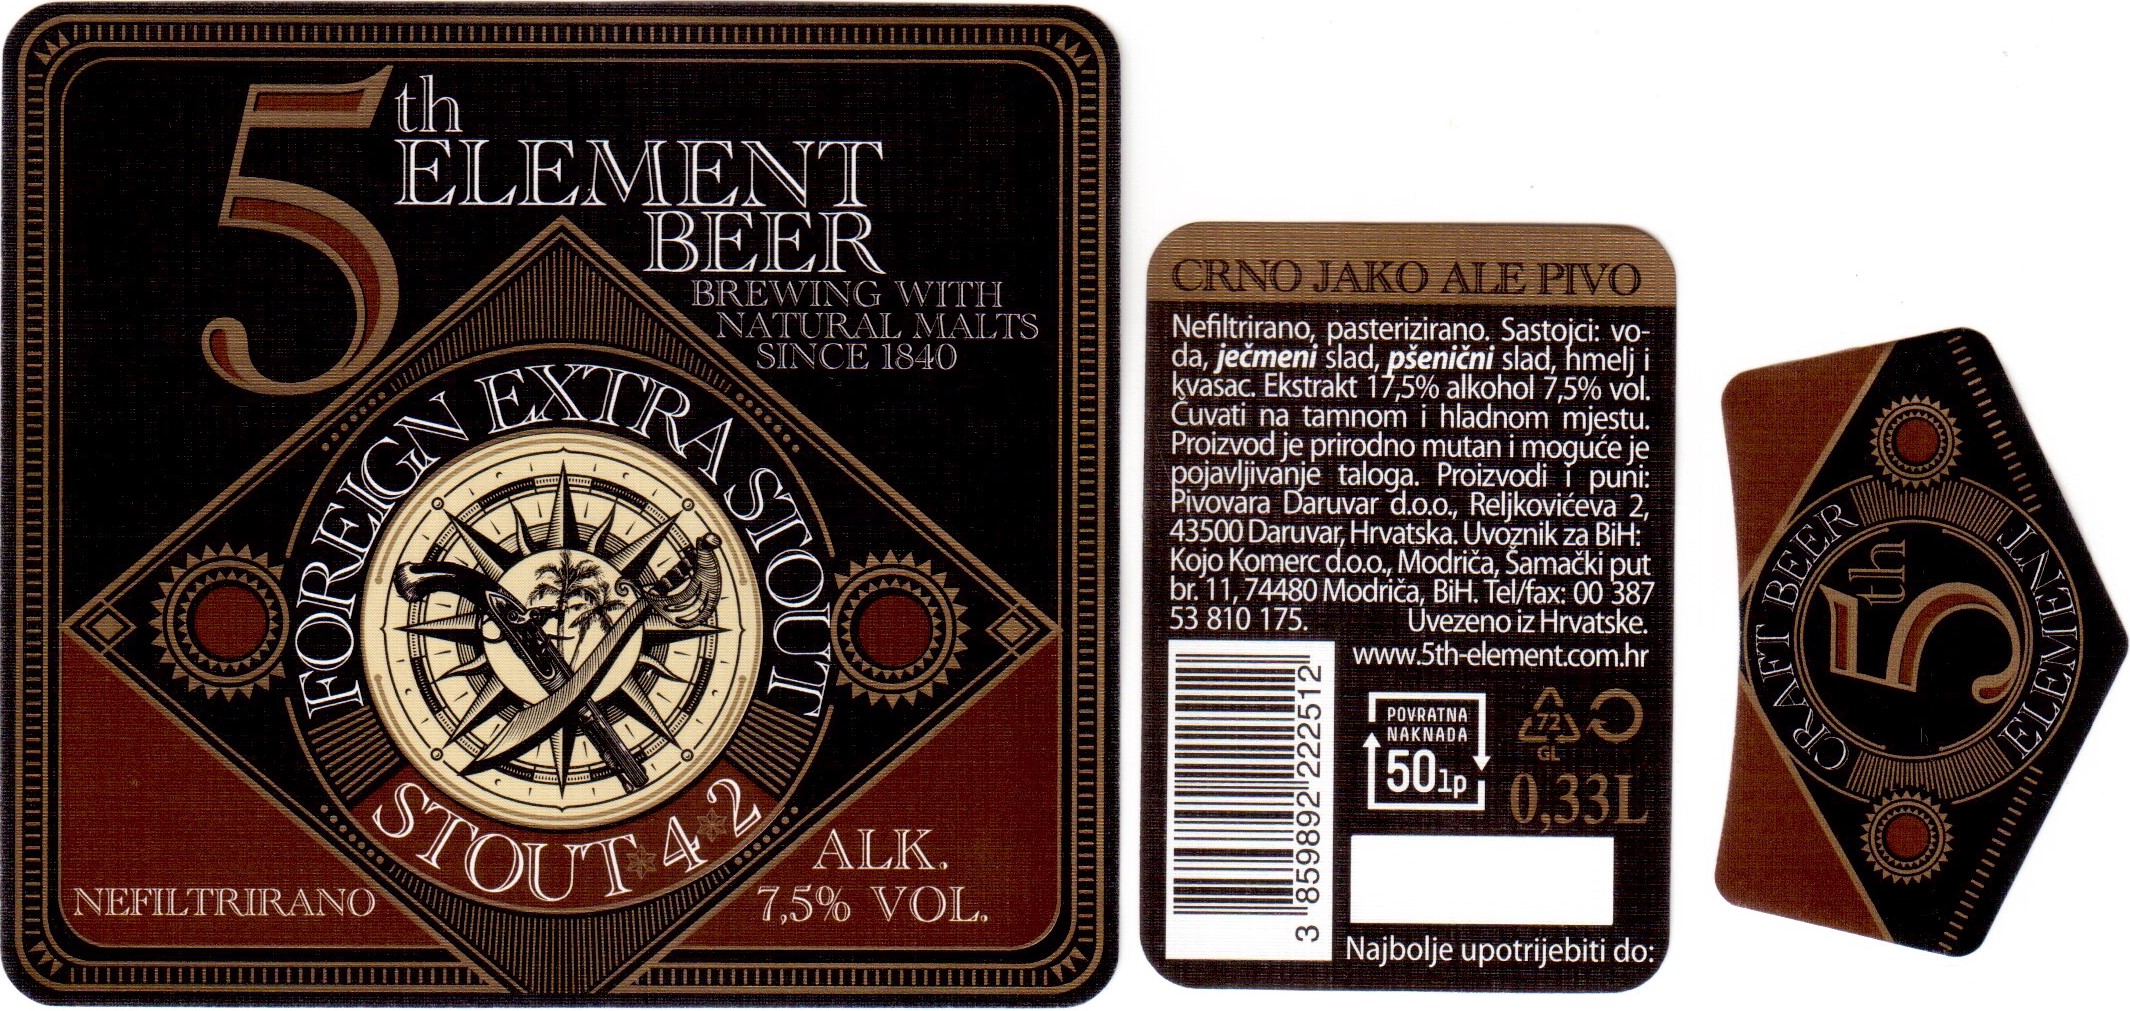 5th
ELEMENT
BEER
BREWING WITH
NATURAL MALTS
SINCE 1840
FOREIGN EXTRA STOUT
STOUT 4 2
NEFILTRIRANO
ALK.
7,5% VOL.
CRNO JAKO ALE PIVO
Nefiltrirano, pasterizirano. Sastojci: vo-
da, ječmeni slad, pšenični slad, hmelj i
kvasac. Ekstrakt 17,5% alkohol 7,5% vol.
Čuvati na tamnom i hladnom mjestu.
Proizvod je prirodno mutan i moguće je
pojavljivanje taloga. Proizvodi i puni:
Pivovara Daruvar d.o.o., Reljkovićeva 2,
43500 Daruvar, Hrvatska. Uvoznik za BiH:
Kojo Komerc d.o.o., Modriča, Šamački put
br. 11, 74480 Modriča, BiH. Tel/fax: 00 387
53 810 175. Uvezeno iz Hrvatske.
www.5th-element.com.hr
3 859892 222512
POVRATNA
NAKNADA
50lp
72
GL
0,33L
Najbolje upotrijebiti do:
CRAFT BEER
5th
ELEMENT